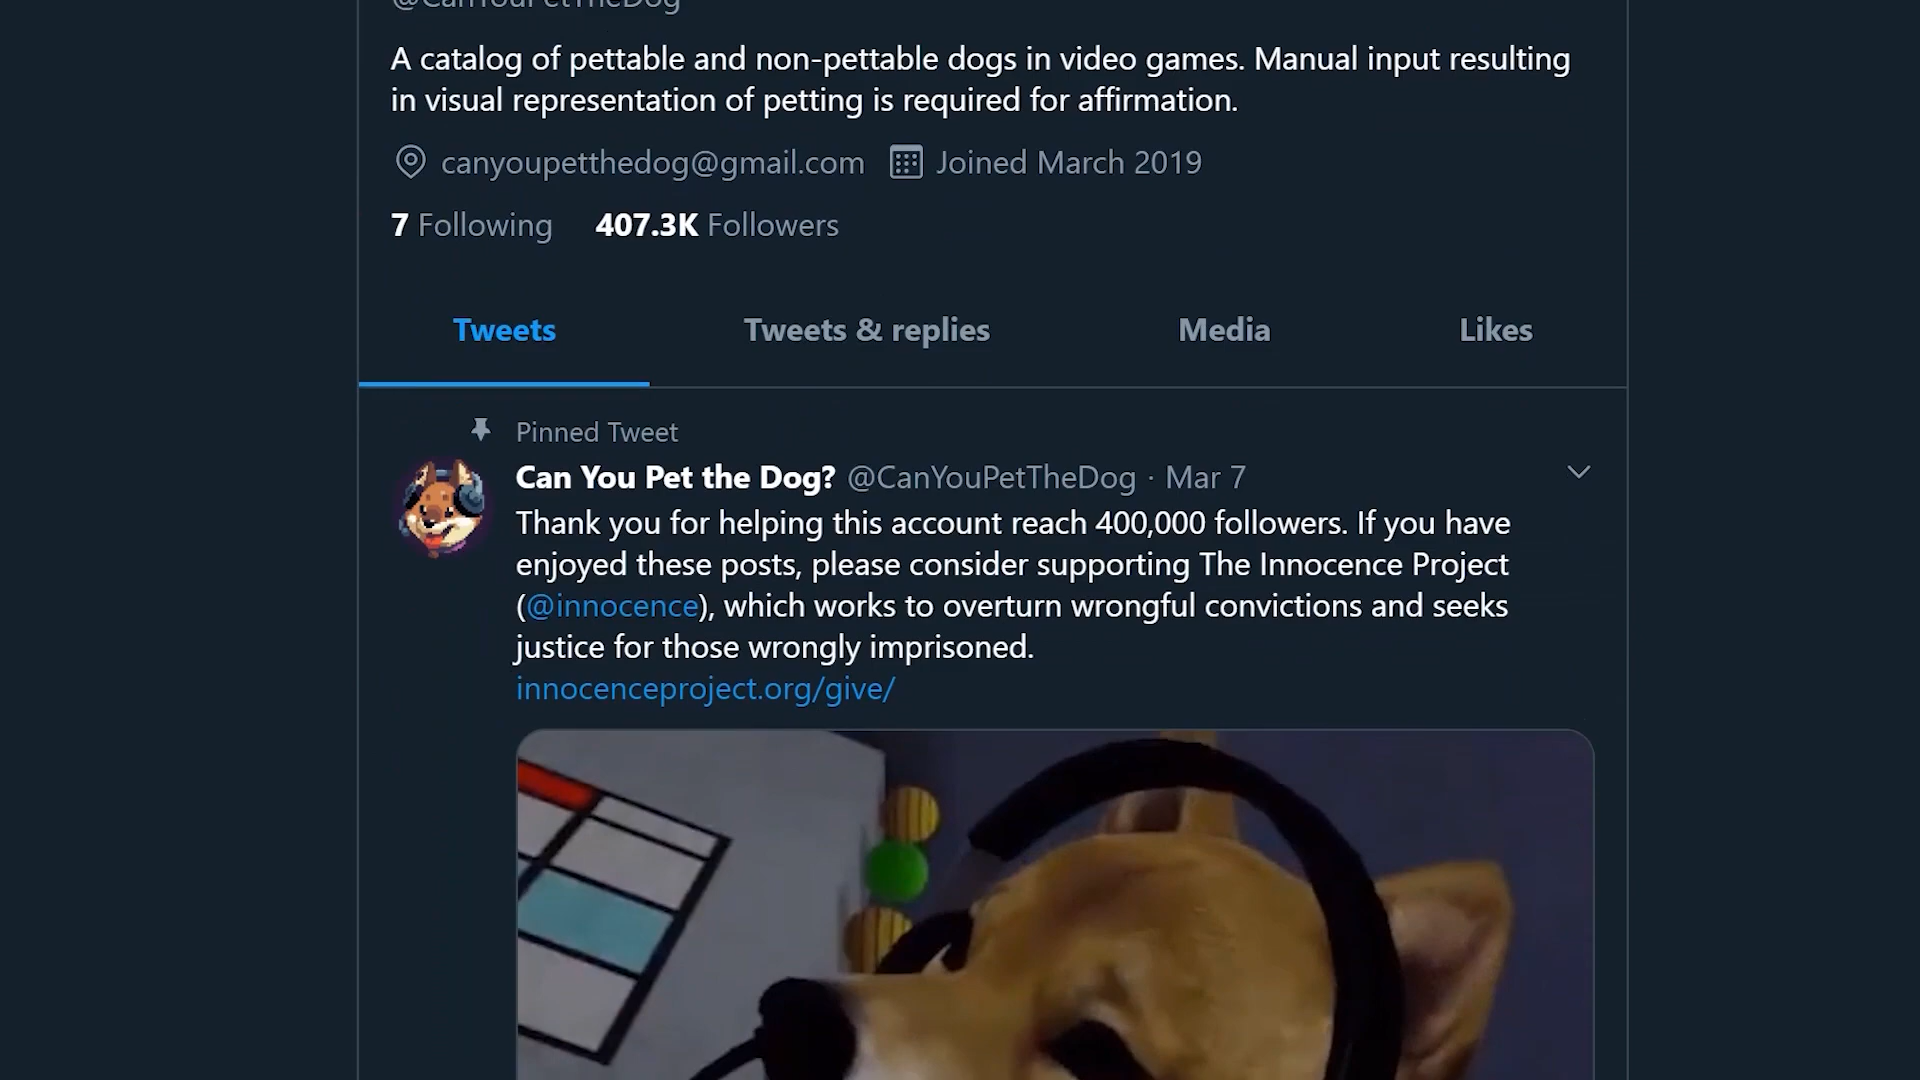 @CanYouPetTheDog
A catalog of pettable and non-pettable dogs in video games. Manual input resulting
in visual representation of petting is required for affirmation.
canyoupetthedog@gmail.com Joined March 2019
7 Following 407.3K Followers
Tweets Tweets & replies Media Likes
Pinned Tweet
Can You Pet the Dog? @CanYouPetTheDog · Mar 7
Thank you for helping this account reach 400,000 followers. If you have
enjoyed these posts, please consider supporting The Innocence Project
(@innocence), which works to overturn wrongful convictions and seeks
justice for those wrongly imprisoned.
innocenceproject.org/give/